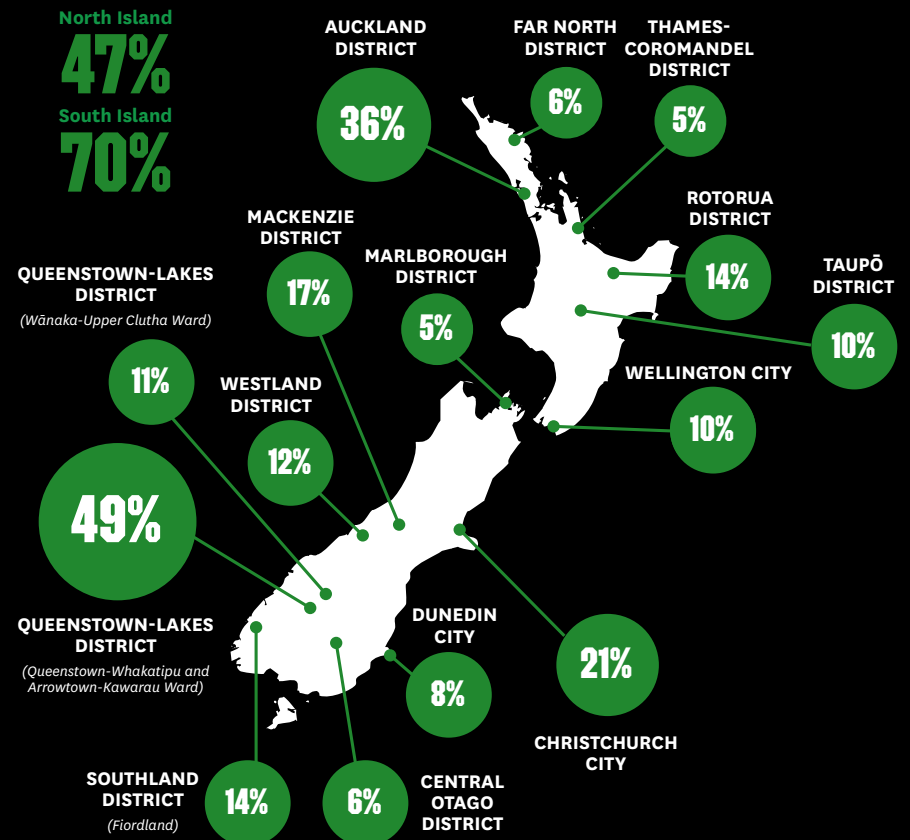 North Island
47%
South Island
70%
AUCKLAND
DISTRICT
36%
FAR NORTH
DISTRICT
6%
THAMES-
COROMANDEL
DISTRICT
5%
ROTORUA
DISTRICT
14%
TAUPŌ
DISTRICT
10%
WELLINGTON CITY
10%
MACKENZIE
DISTRICT
17%
MARLBOROUGH
DISTRICT
5%
QUEENSTOWN-LAKES
DISTRICT
(Wānaka-Upper Clutha Ward)
11%
WESTLAND
DISTRICT
12%
49%
QUEENSTOWN-LAKES
DISTRICT
(Queenstown-Whakatipu and
Arrowtown-Kawarau Ward)
DUNEDIN
CITY
8%
21%
CHRISTCHURCH
CITY
SOUTHLAND
DISTRICT
(Fiordland)
14%
6%
CENTRAL
OTAGO
DISTRICT